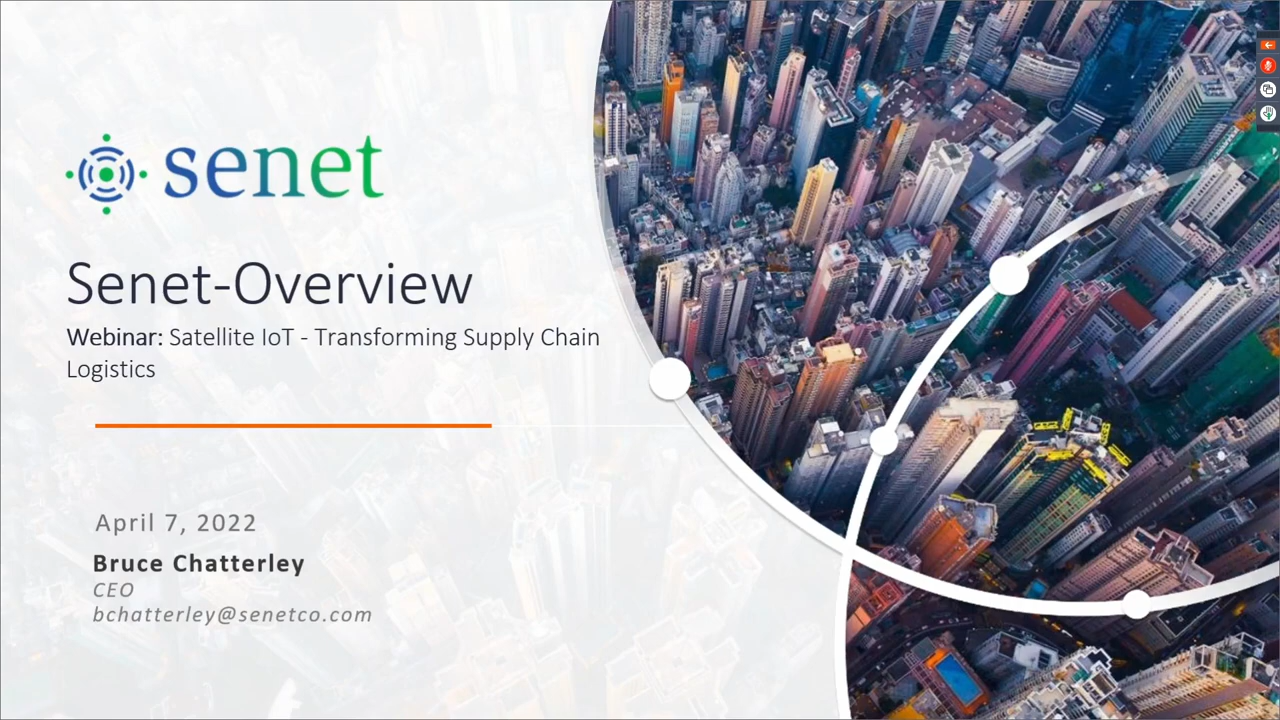 senet
Senet-Overview
Webinar: Satellite IoT - Transforming Supply Chain
Logistics
April 7, 2022
Bruce Chatterley
CEO
bchatterley@senetco.com